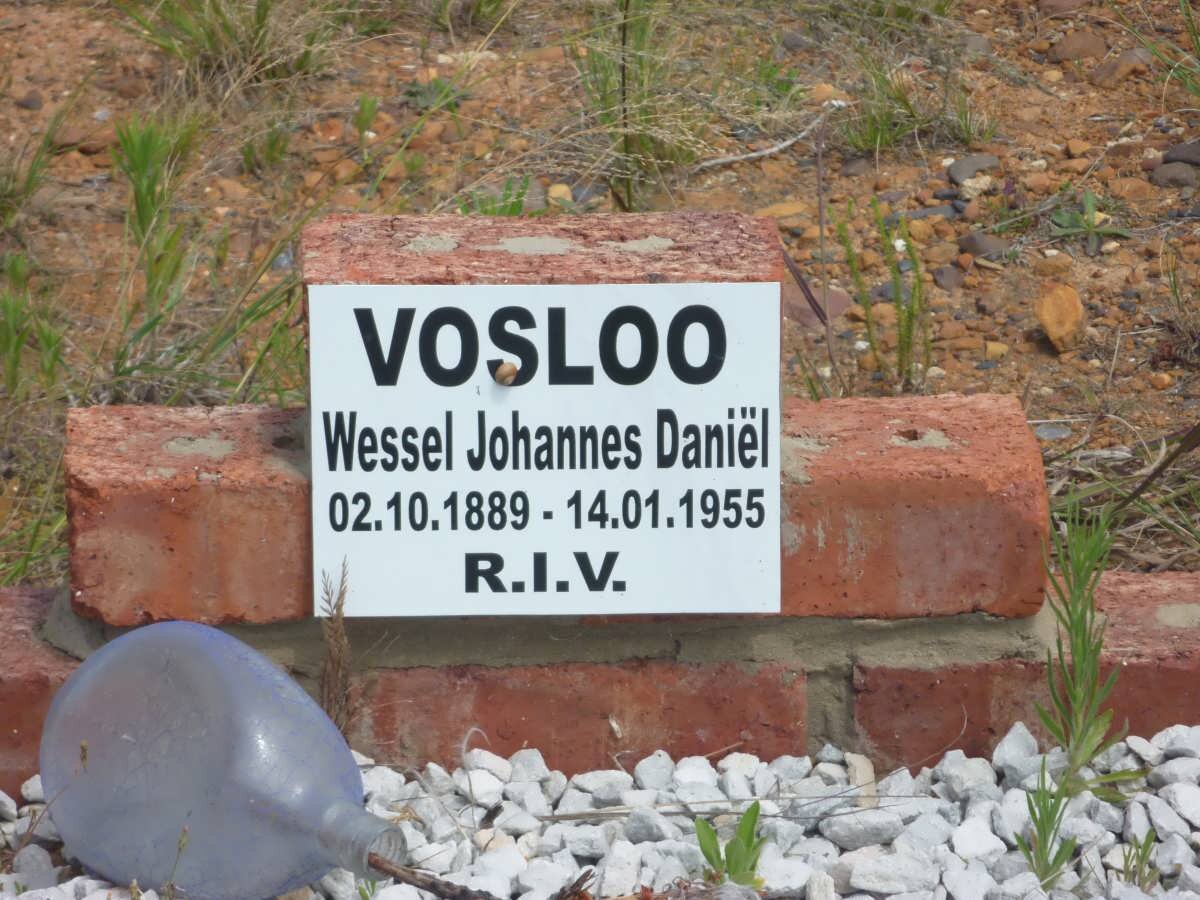 VOSLOO
Wessel Johannes Daniël
02.10.1889 - 14.01.1955
R.I.V.